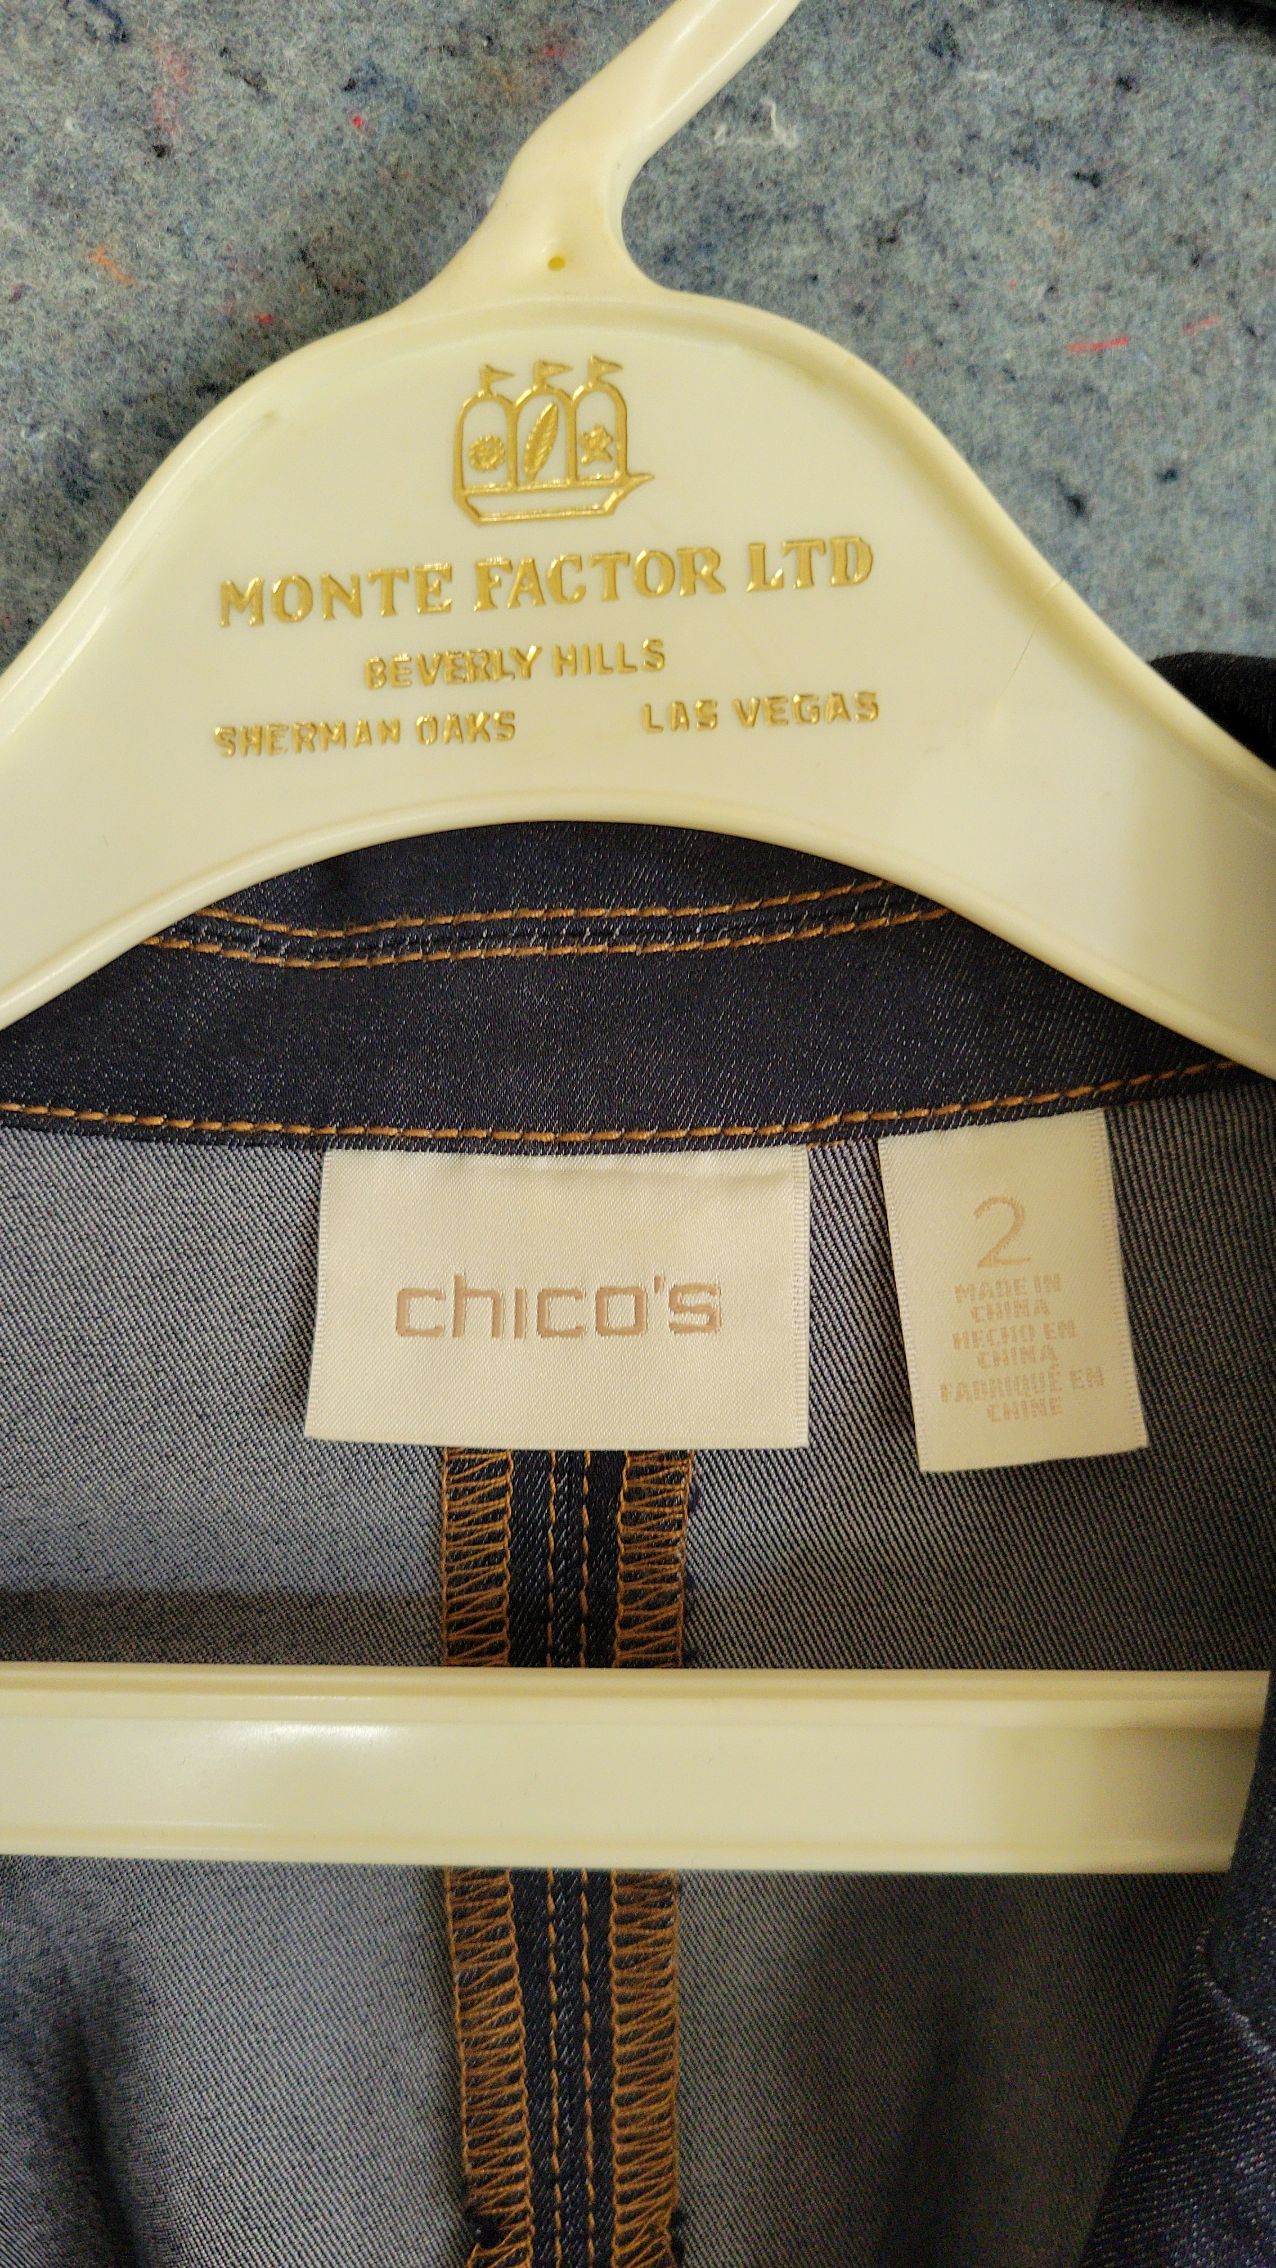 MONTE FACTOR LTD
BEVERLY HILLS
SHERMAN OAKS LAS VEGAS
chico's
2
MADE IN
CHINA
HECHO EN
CHINA
FABRIQUÉ EN
CHINE